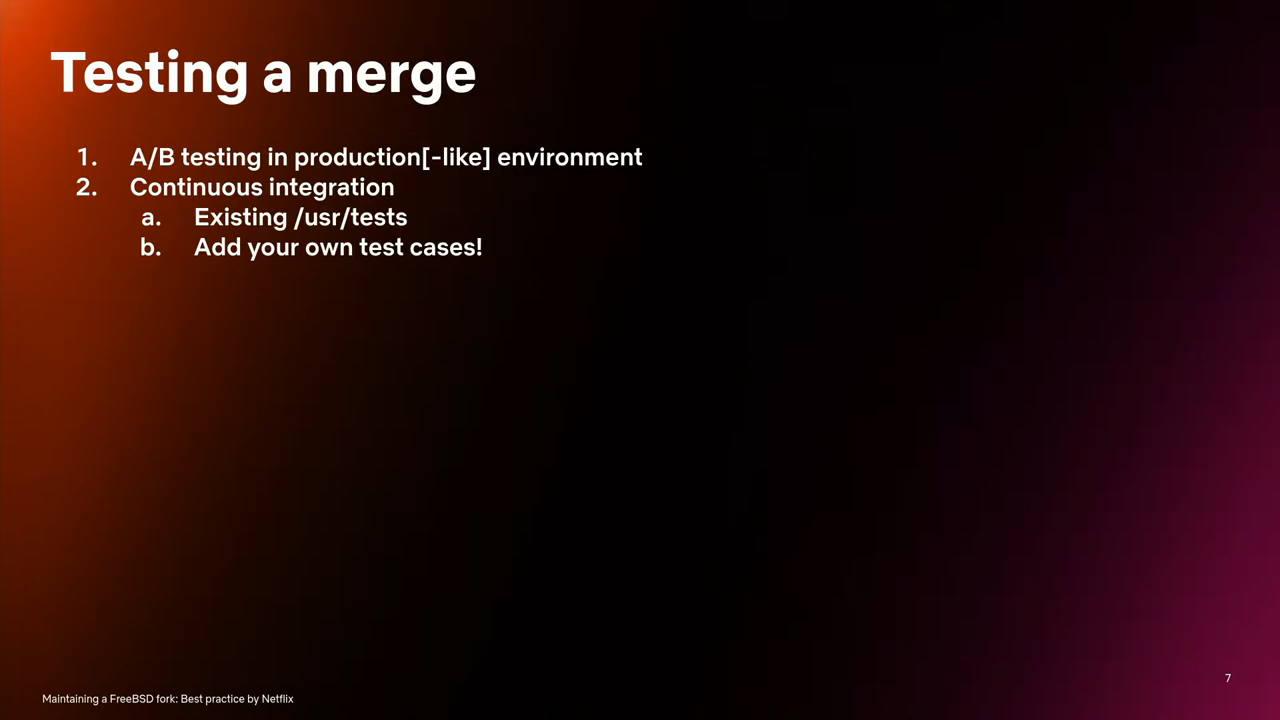 Testing a merge
1. A/B testing in production[-like] environment
2. Continuous integration
a. Existing /usr/tests
b. Add your own test cases!
7
Maintaining a FreeBSD fork: Best practice by Netflix